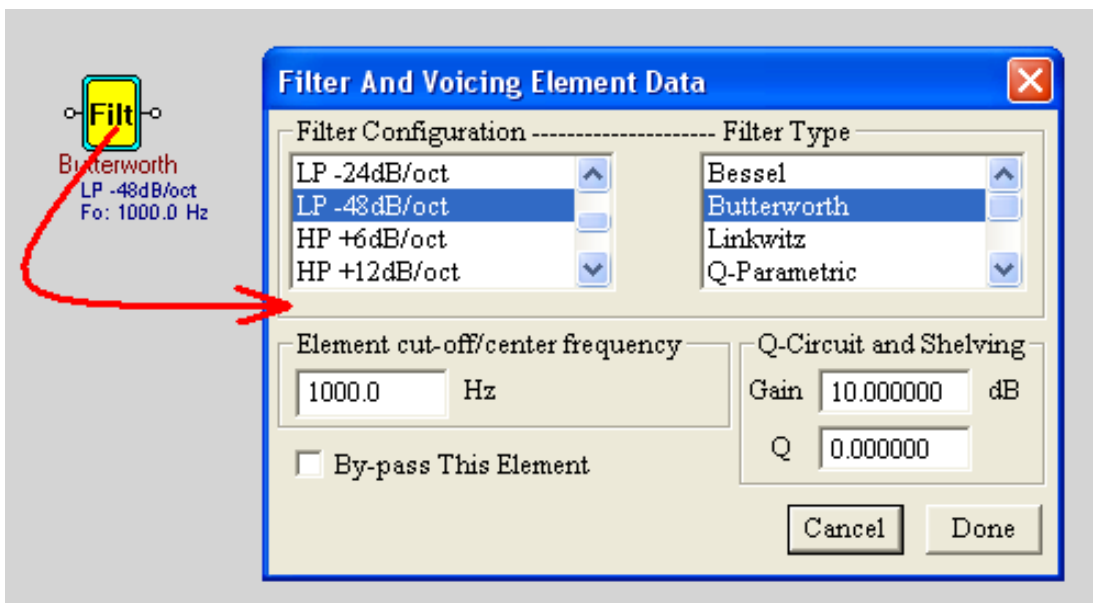 Filt
Butterworth
LP -48dB/oct
Fo: 1000.0 Hz
Filter And Voicing Element Data
Filter Configuration --------------------- Filter Type
LP -24dB/oct
LP -48dB/oct
HP +6dB/oct
HP +12dB/oct
Bessel
Butterworth
Linkwitz
Q-Parametric
Element cut-off/center frequency
1000.0 Hz
By-pass This Element
Q-Circuit and Shelving
Gain 10.000000 dB
Q 0.000000
Cancel Done